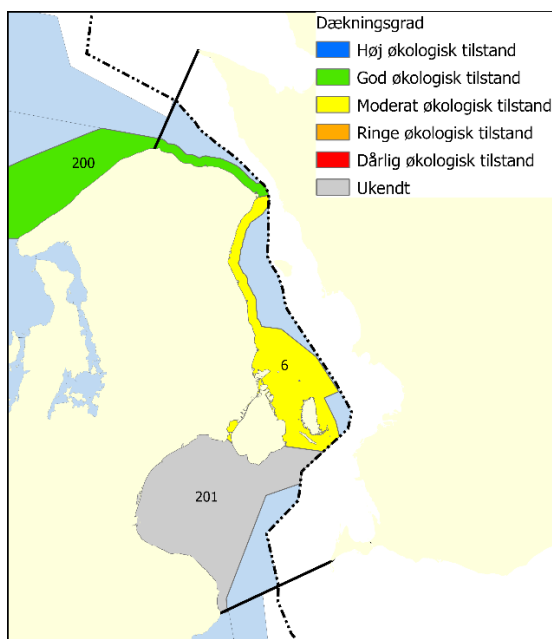 Dækningsgrad
Høj økologisk tilstand
God økologisk tilstand
Moderat økologisk tilstand
Ringe økologisk tilstand
Dårlig økologisk tilstand
Ukendt
200
6
201